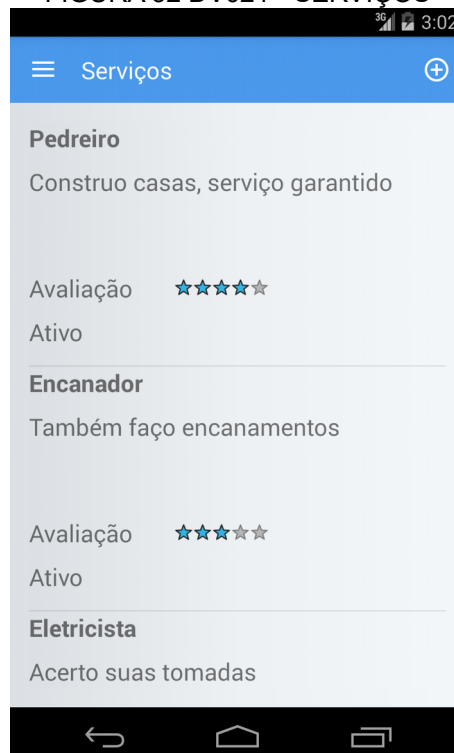 3G 3:02
Serviços
Pedreiro
Construo casas, serviço garantido
Avaliação
Ativo
Encanador
Também faço encanamentos
Avaliação
Ativo
Eletricista
Acerto suas tomadas